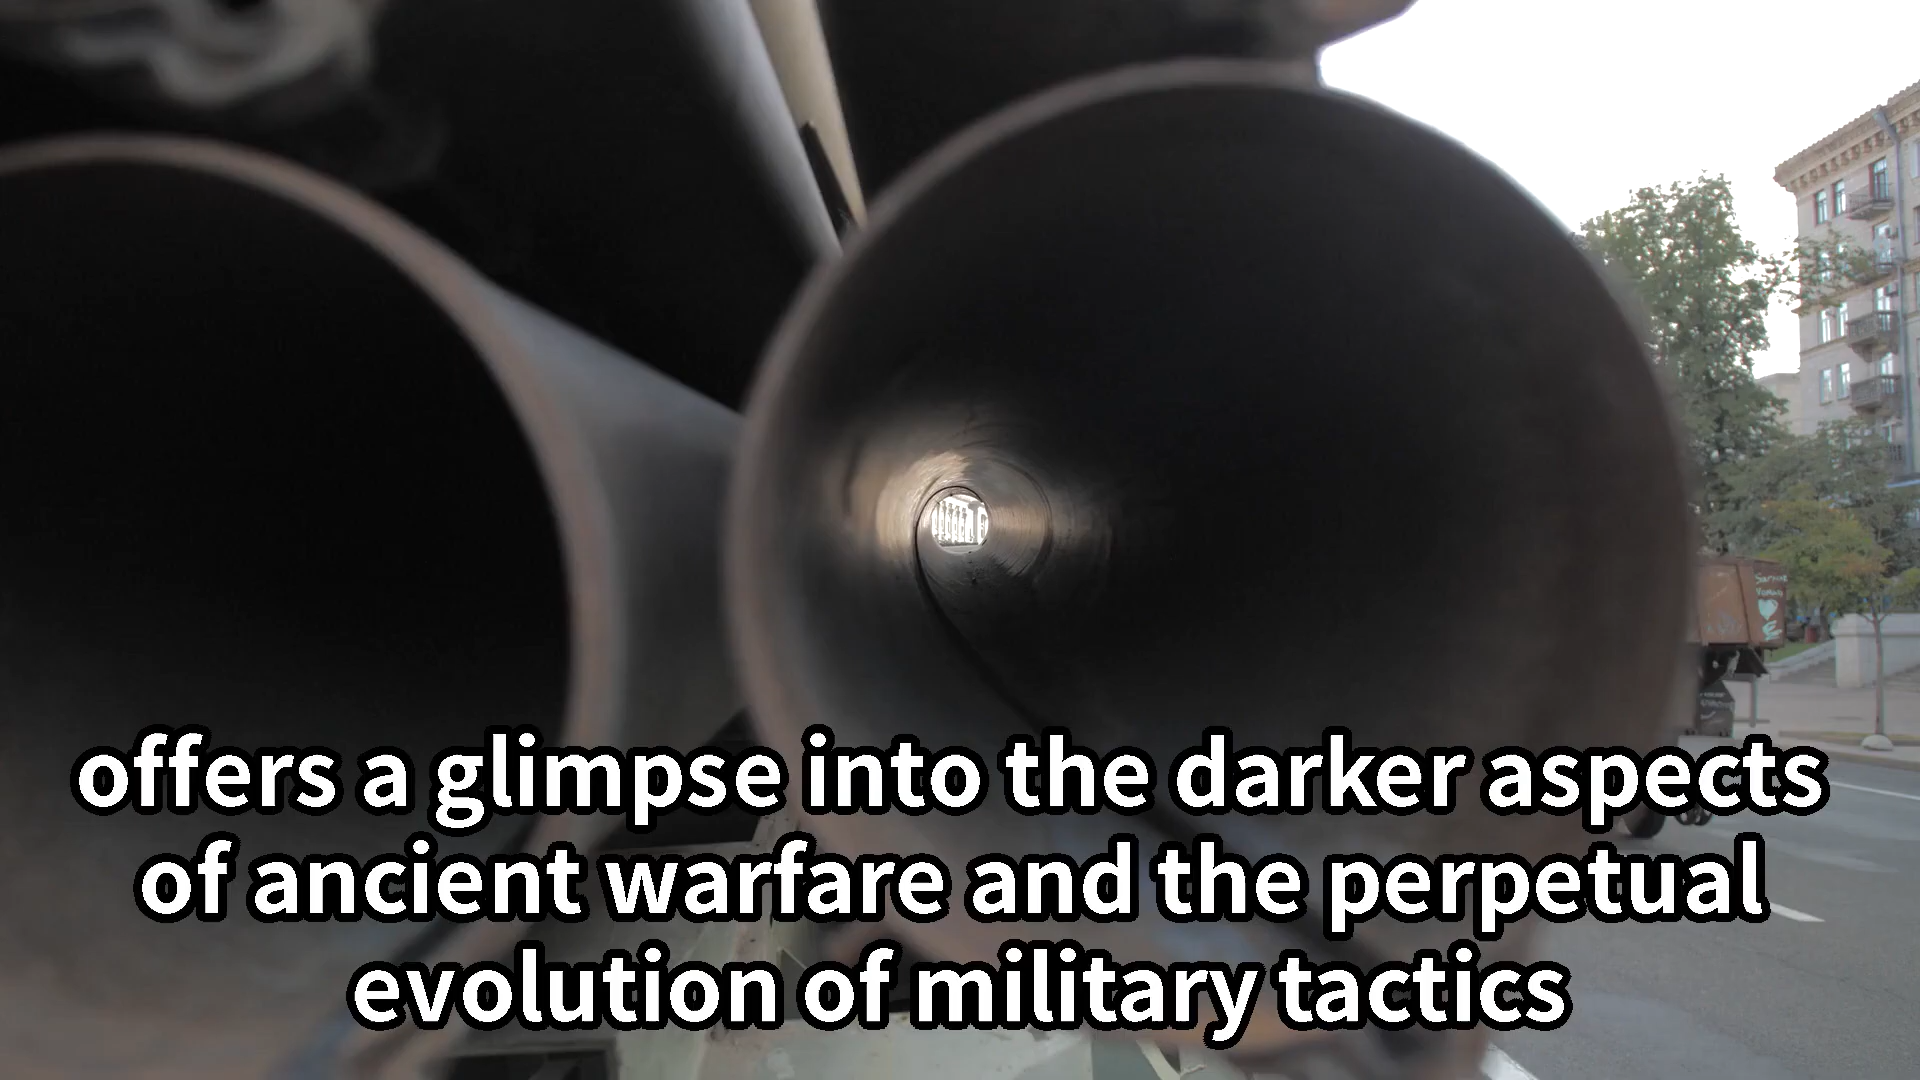 offers a glimpse into the darker aspects
of ancient warfare and the perpetual
evolution of military tactics